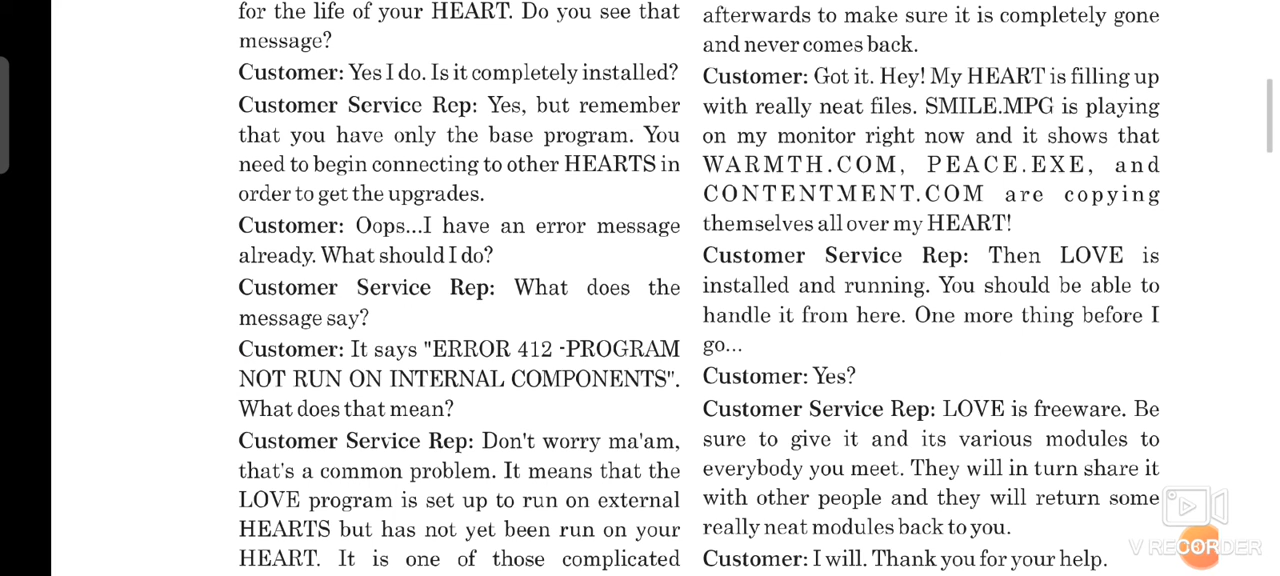 for the life of your HEART. Do you see that
message?
Customer: Yes I do. Is it completely installed?
Customer Service Rep: Yes, but remember
that you have only the base program. You
need to begin connecting to other HEARTS in
order to get the upgrades.
Customer: Oops...I have an error message
already. What should I do?
Customer Service Rep: What does the
message say?
Customer: It says "ERROR 412 -PROGRAM
NOT RUN ON INTERNAL COMPONENTS".
What does that mean?
Customer Service Rep: Don't worry ma'am,
that's a common problem. It means that the
LOVE program is set up to run on external
HEARTS but has not yet been run on your
HEART. It is one of those complicated
afterwards to make sure it is completely gone
and never comes back.
Customer: Got it. Hey! My HEART is filling up
with really neat files. SMILE.MPG is playing
on my monitor right now and it shows that
WARMTH.COM, PEACE.EXE, and
CONTENTMENT.COM are copying
themselves all over my HEART!
Customer Service Rep: Then LOVE is
installed and running. You should be able to
handle it from here. One more thing before I
go...
Customer: Yes?
Customer Service Rep: LOVE is freeware. Be
sure to give it and its various modules to
everybody you meet. They will in turn share it
with other people and they will return some
really neat modules back to you.
Customer: I will. Thank you for your help.
V RECORDER